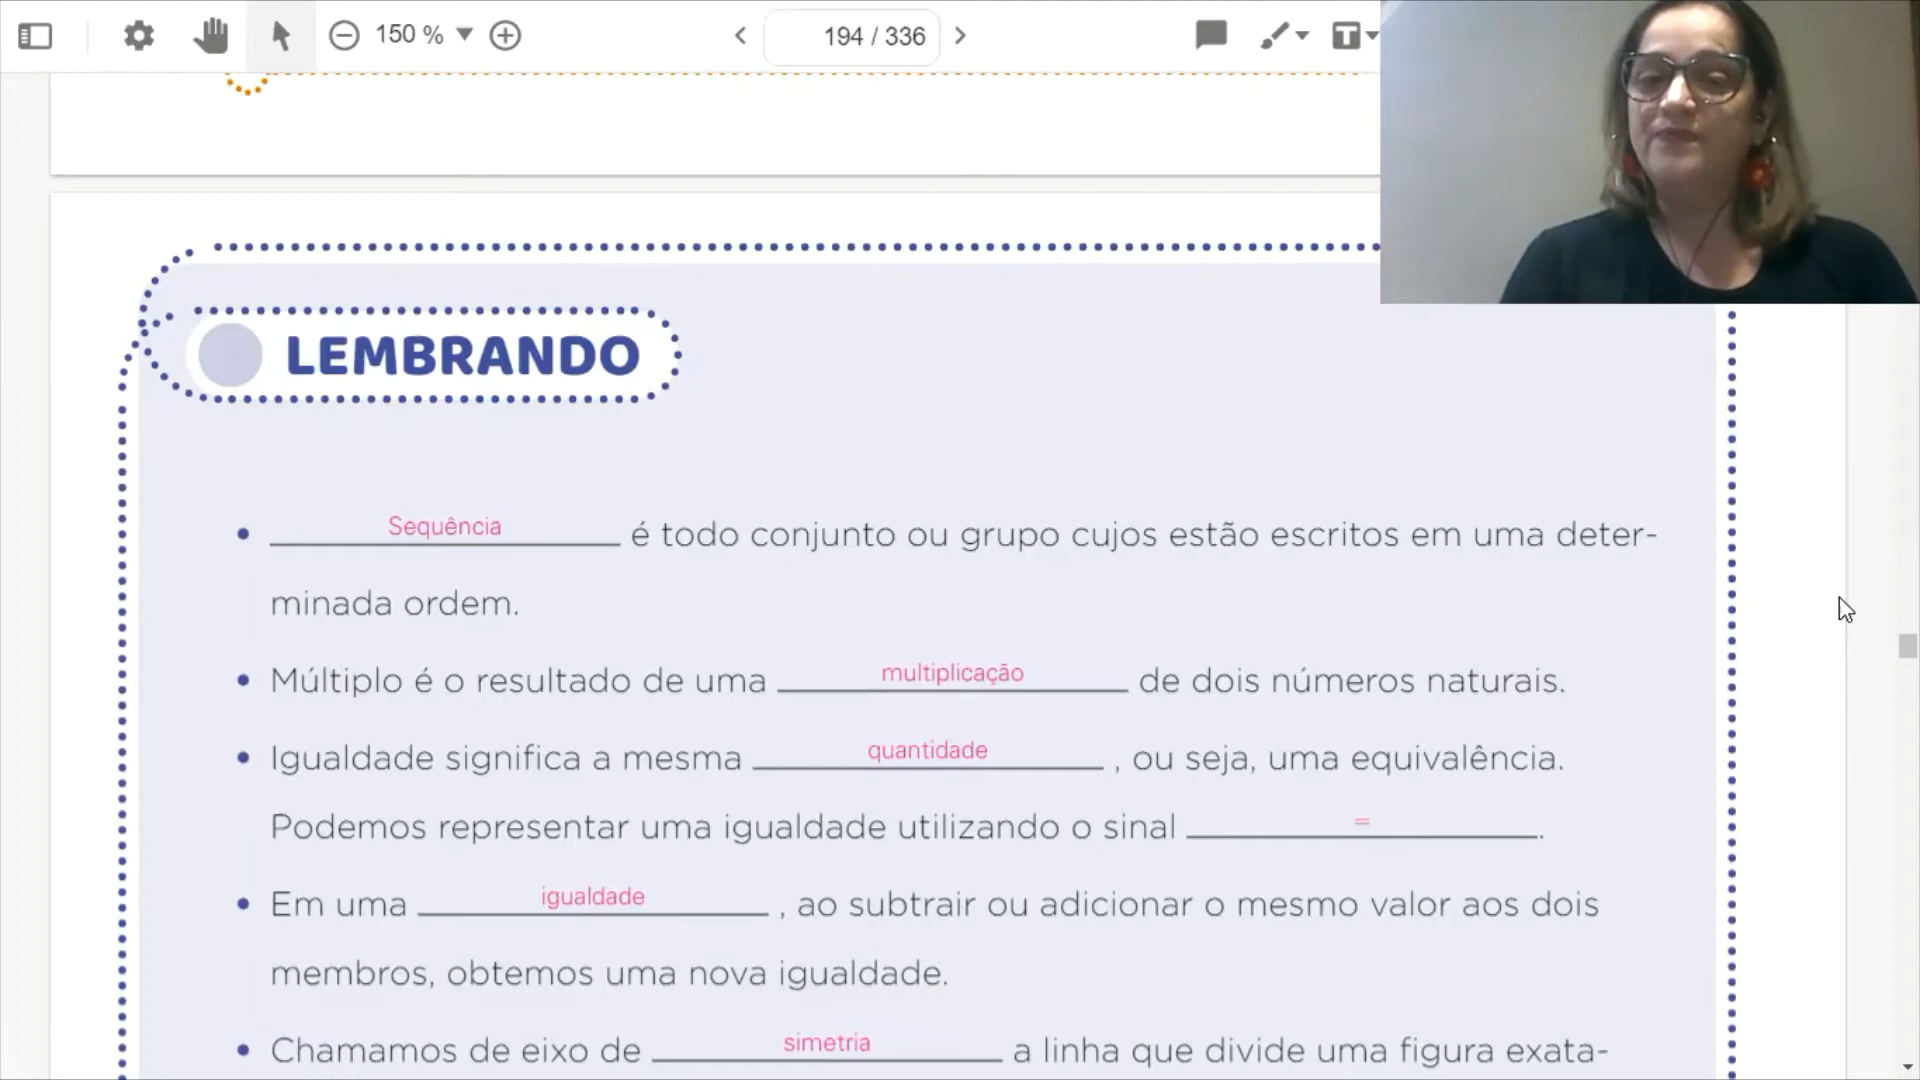 150 %
194 / 336
LEMBRANDO
• Sequência é todo conjunto ou grupo cujos estão escritos em uma deter-
minada ordem.
• Múltiplo é o resultado de uma multiplicação de dois números naturais.
• Igualdade significa a mesma quantidade , ou seja, uma equivalência.
Podemos representar uma igualdade utilizando o sinal = .
• Em uma igualdade , ao subtrair ou adicionar o mesmo valor aos dois
membros, obtemos uma nova igualdade.
• Chamamos de eixo de simetria a linha que divide uma figura exata-